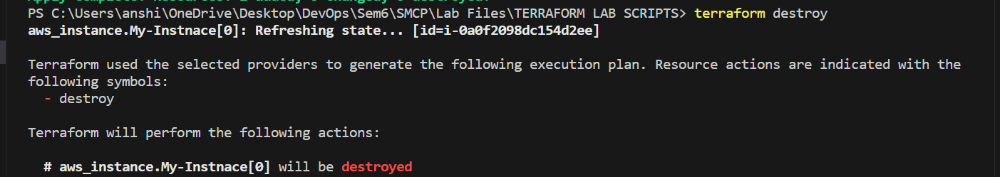 PS C:\Users\anshi\OneDrive\Desktop\DevOps\Sem6\SMCP\Lab Files\TERRAFORM LAB SCRIPTS> terraform destroy
aws_instance.My-Instnace[0]: Refreshing state... [id=i-0a0f2098dc154d2ee]
Terraform used the selected providers to generate the following execution plan. Resource actions are indicated with the
following symbols:
- destroy
Terraform will perform the following actions:
# aws_instance.My-Instnace[0] will be destroyed